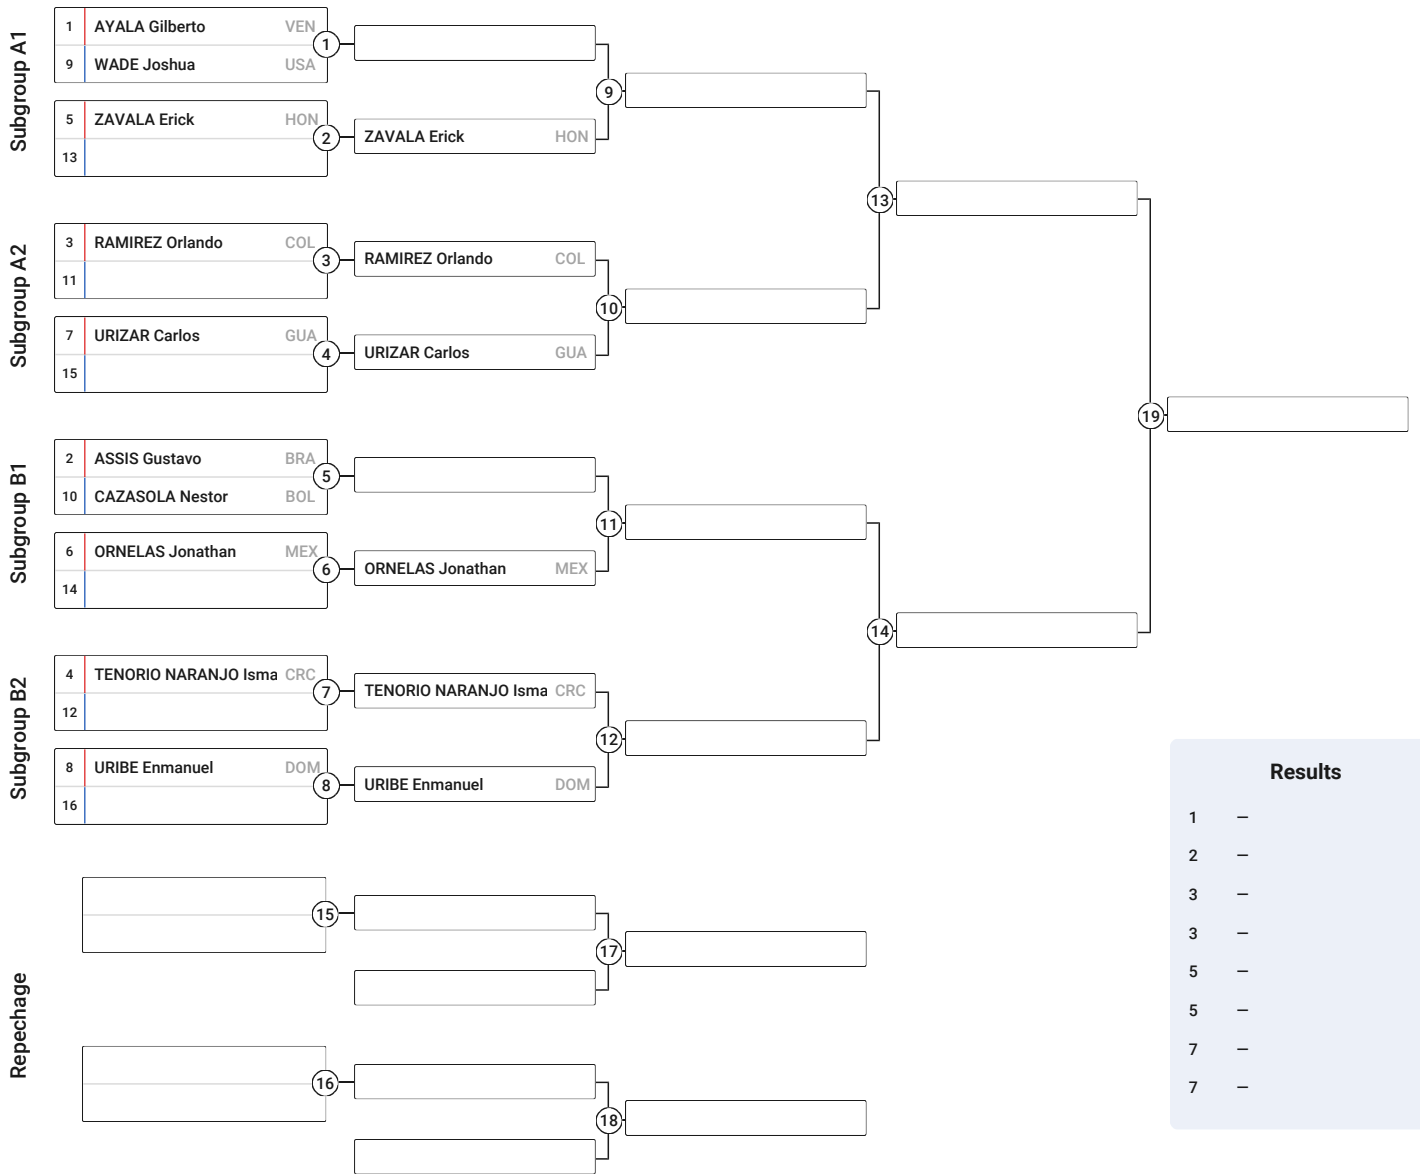 Subgroup A1
1 AYALA Gilberto VEN
9 WADE Joshua USA
1
5 ZAVALA Erick HON
13
2
ZAVALA Erick HON
9
Subgroup A2
3 RAMIREZ Orlando COL
11
3
RAMIREZ Orlando COL
7 URIZAR Carlos GUA
15
4
URIZAR Carlos GUA
10
13
Subgroup B1
2 ASSIS Gustavo BRA
10 CAZASOLA Nestor BOL
5
6 ORNELAS Jonathan MEX
14
6
ORNELAS Jonathan MEX
11
Subgroup B2
4 TENORIO NARANJO Isma CRC
12
7
TENORIO NARANJO Isma CRC
8 URIBE Enmanuel DOM
16
8
URIBE Enmanuel DOM
12
14
19
Repechage
15
17
16
18
Results
1 –
2 –
3 –
3 –
5 –
5 –
7 –
7 –